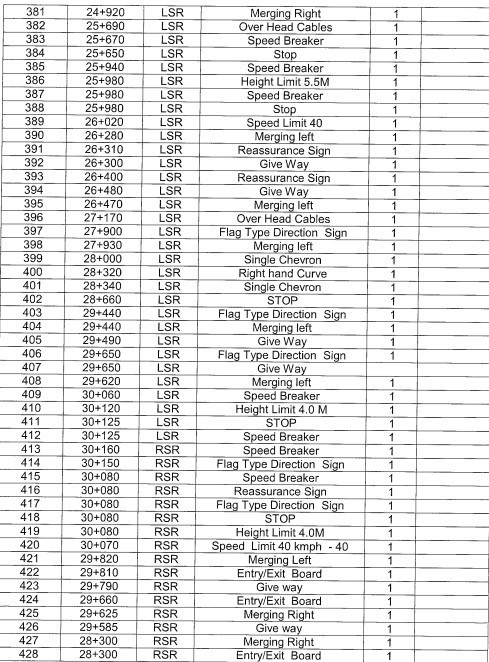 381 24+920 LSR Merging Right 1
382 25+690 LSR Over Head Cables 1
383 25+670 LSR Speed Breaker 1
384 25+650 LSR Stop 1
385 25+940 LSR Speed Breaker 1
386 25+980 LSR Height Limit 5.5M 1
387 25+980 LSR Speed Breaker 1
388 25+980 LSR Stop 1
389 26+020 LSR Speed Limit 40 1
390 26+280 LSR Merging left 1
391 26+310 LSR Reassurance Sign 1
392 26+300 LSR Give Way 1
393 26+400 LSR Reassurance Sign 1
394 26+480 LSR Give Way 1
395 26+470 LSR Merging left 1
396 27+170 LSR Over Head Cables 1
397 27+900 LSR Flag Type Direction Sign 1
398 27+930 LSR Merging left 1
399 28+000 LSR Single Chevron 1
400 28+320 LSR Right hand Curve 1
401 28+340 LSR Single Chevron 1
402 28+660 LSR STOP 1
403 29+440 LSR Flag Type Direction Sign 1
404 29+440 LSR Merging left 1
405 29+490 LSR Give Way 1
406 29+650 LSR Flag Type Direction Sign 1
407 29+650 LSR Give Way
408 29+620 LSR Merging left 1
409 30+060 LSR Speed Breaker 1
410 30+120 LSR Height Limit 4.0 M 1
411 30+125 LSR STOP 1
412 30+125 LSR Speed Breaker 1
413 30+160 RSR Speed Breaker 1
414 30+150 RSR Flag Type Direction Sign 1
415 30+080 RSR Speed Breaker 1
416 30+080 RSR Reassurance Sign 1
417 30+080 RSR Flag Type Direction Sign 1
418 30+080 RSR STOP 1
419 30+080 RSR Height Limit 4.0M 1
420 30+070 RSR Speed Limit 40 kmph - 40 1
421 29+820 RSR Merging Left 1
422 29+810 RSR Entry/Exit Board 1
423 29+790 RSR Give way 1
424 29+660 RSR Entry/Exit Board 1
425 29+625 RSR Merging Right 1
426 29+585 RSR Give way 1
427 28+300 RSR Merging Right 1
428 28+300 RSR Entry/Exit Board 1